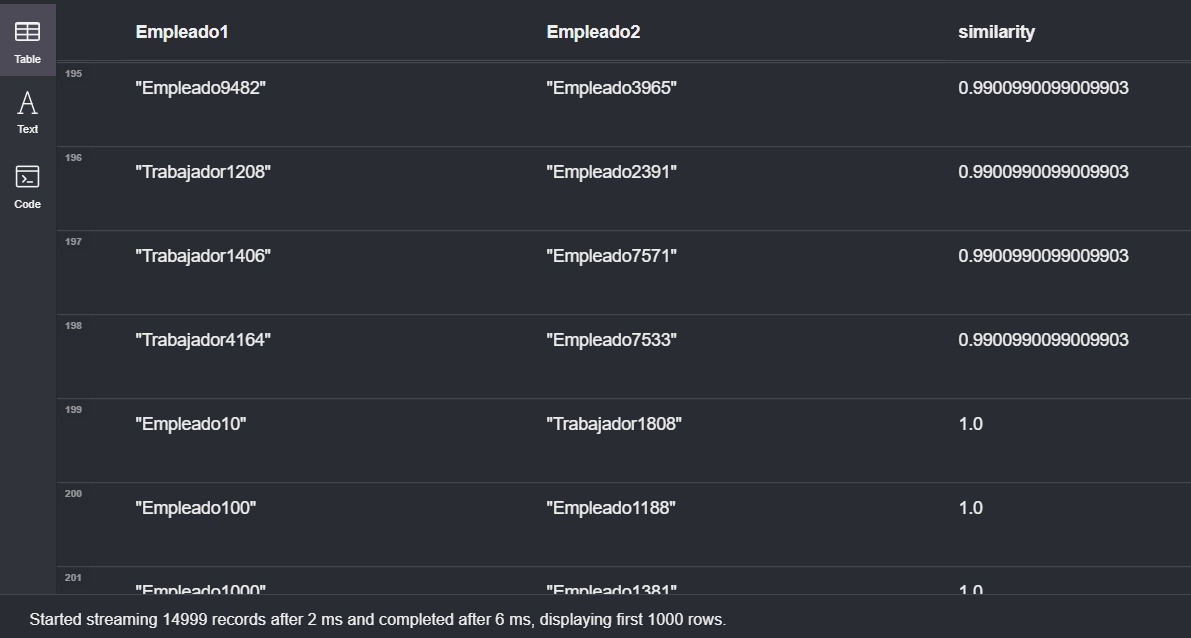 Empleado1 Empleado2 similarity
Table
195 "Empleado9482" "Empleado3965" 0.9900990099009903
Text
196 "Trabajador1208" "Empleado2391" 0.9900990099009903
Code
197 "Trabajador1406" "Empleado7571" 0.9900990099009903
198 "Trabajador4164" "Empleado7533" 0.9900990099009903
199 "Empleado10" "Trabajador1808" 1.0
200 "Empleado100" "Empleado1188" 1.0
201 "Empleado1000" "Empleado1381" 1.0
Started streaming 14999 records after 2 ms and completed after 6 ms, displaying first 1000 rows.